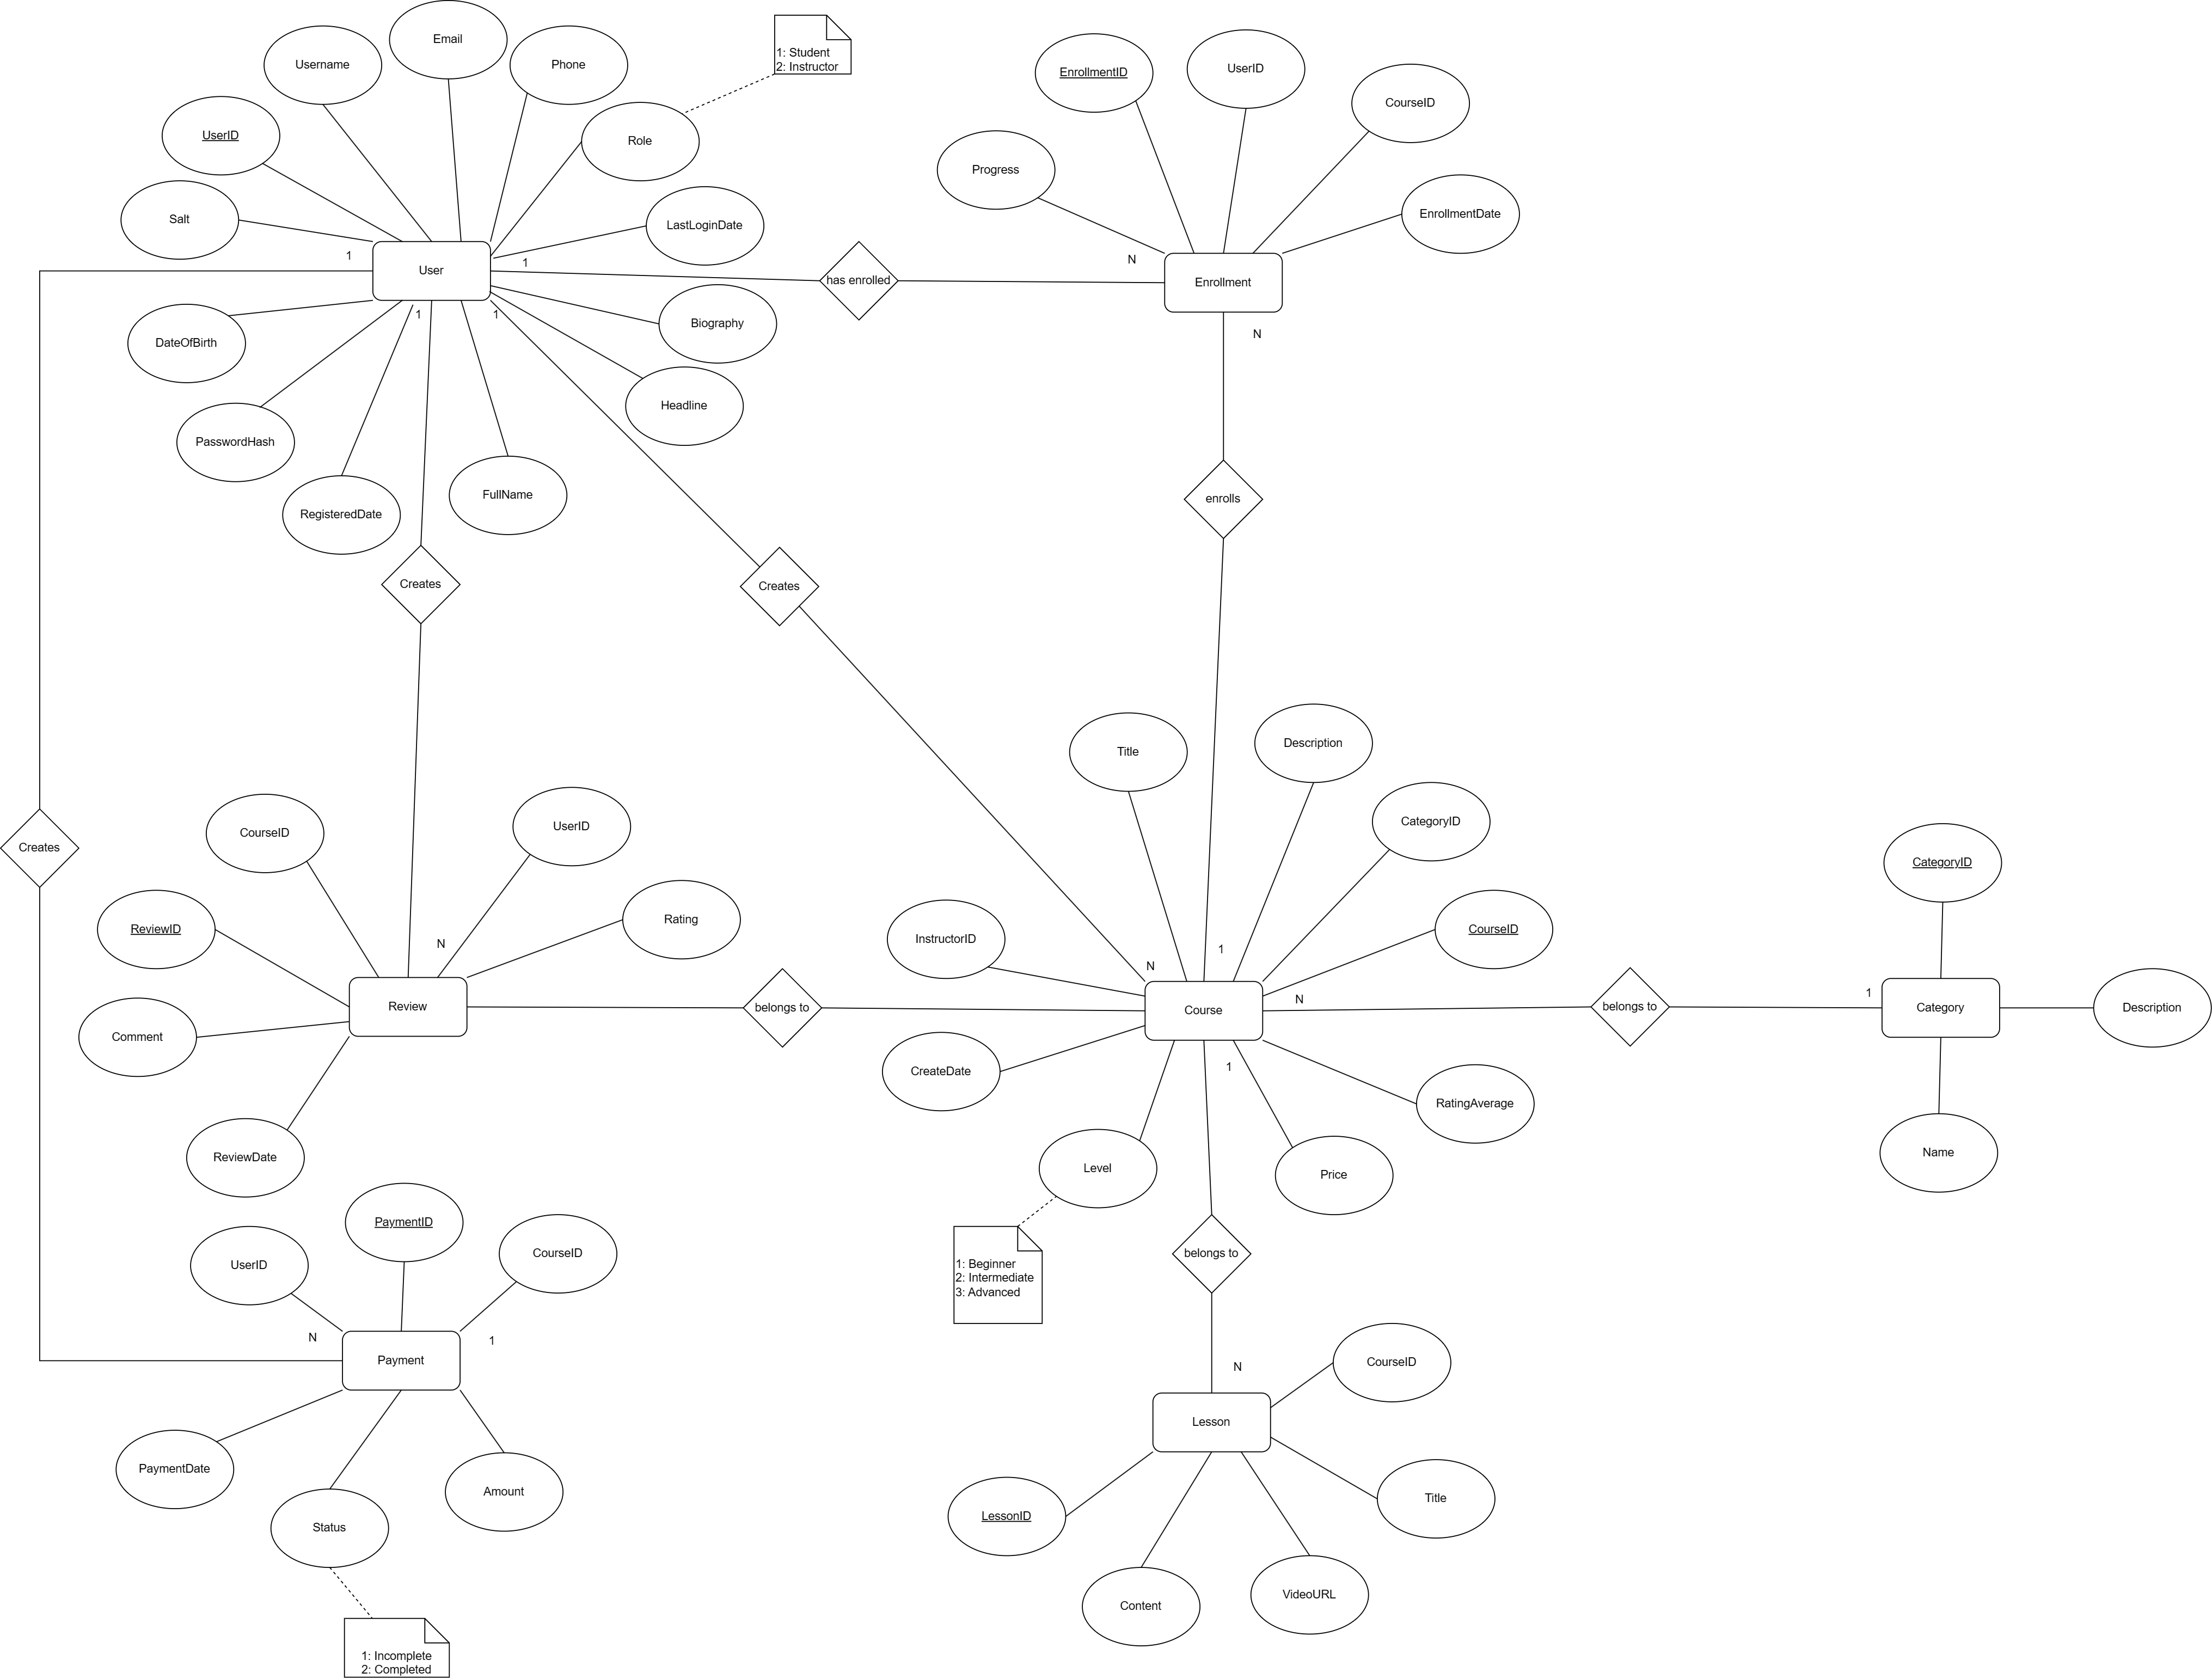 Email
Username
Phone
1: Student
2: Instructor
EnrollmentID
UserID
CourseID
UserID
Role
Progress
Salt
LastLoginDate
EnrollmentDate
1
User
1
has enrolled
N
Enrollment
1
1
Biography
DateOfBirth
N
Headline
PasswordHash
RegisteredDate
FullName
enrolls
Creates
Creates
Title
Description
CategoryID
Creates
CourseID
UserID
CategoryID
ReviewID
Rating
InstructorID
CourseID
N
1
N
Review
belongs to
Course
N
belongs to
1
Category
Description
Comment
CreateDate
1
RatingAverage
ReviewDate
Level
Price
Name
PaymentID
UserID
CourseID
belongs to
1: Beginner
2: Intermediate
3: Advanced
N
1
Payment
N
CourseID
Lesson
PaymentDate
Amount
Title
Status
LessonID
Content
VideoURL
1: Incomplete
2: Completed